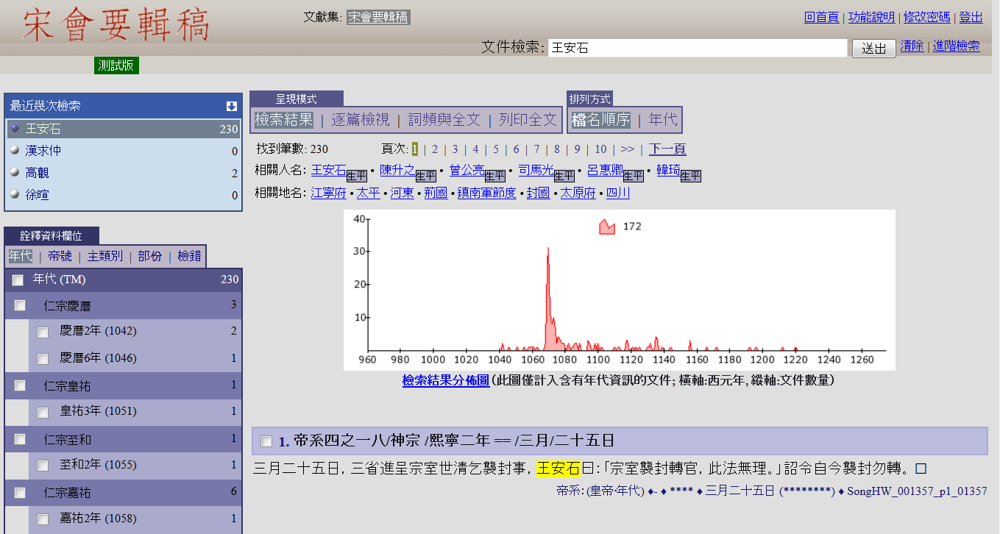 宋會要輯稿
文獻集: 宋會要輯稿
回首頁 | 功能說明 | 修改密碼 | 登出
文件檢索: 王安石 送出 清除 | 進階檢索
測試版
最近幾次檢索
王安石 230
漢求仲 0
高觀 2
徐暄 0
詮釋資料欄位
年代 | 帝號 | 主類別 | 部份 | 檢錯
年代 (TM) 230
仁宗慶曆 3
慶曆2年 (1042) 2
慶曆6年 (1046) 1
仁宗皇祐 1
皇祐3年 (1051) 1
仁宗至和 1
至和2年 (1055) 1
仁宗嘉祐 6
嘉祐2年 (1058) 1
呈現模式
檢索結果 | 逐篇檢視 | 詞頻與全文 | 列印全文
排列方式
檔名順序 | 年代
找到筆數: 230 頁次: 1 | 2 | 3 | 4 | 5 | 6 | 7 | 8 | 9 | 10 | >> | 下一頁
相關人名: 王安石生平 • 陳升之生平 • 曾公亮生平 • 司馬光生平 • 呂惠卿生平 • 韓琦生平
相關地名: 江寧府 • 太平 • 河東 • 荊國 • 鎮南軍節度 • 封國 • 太原府 • 四川
172
40
30
20
10
960 980 1000 1020 1040 1060 1080 1100 1120 1140 1160 1180 1200 1220 1240 1260
檢索結果分佈圖(此圖僅計入含有年代資訊的文件; 橫軸:西元年, 縱軸:文件數量)
1. 帝系四之一八/神宗 /熙寧二年 == /三月/二十五日
三月二十五日, 三省進呈宗室世清乞襲封事, 王安石曰:「宗室襲封轉官, 此法無理。」詔令自今襲封勿轉。 □
帝系: (皇帝·年代) ♦- ♦ **** ♦ 三月二十五日 (********) ♦ SongHW_001357_p1_01357